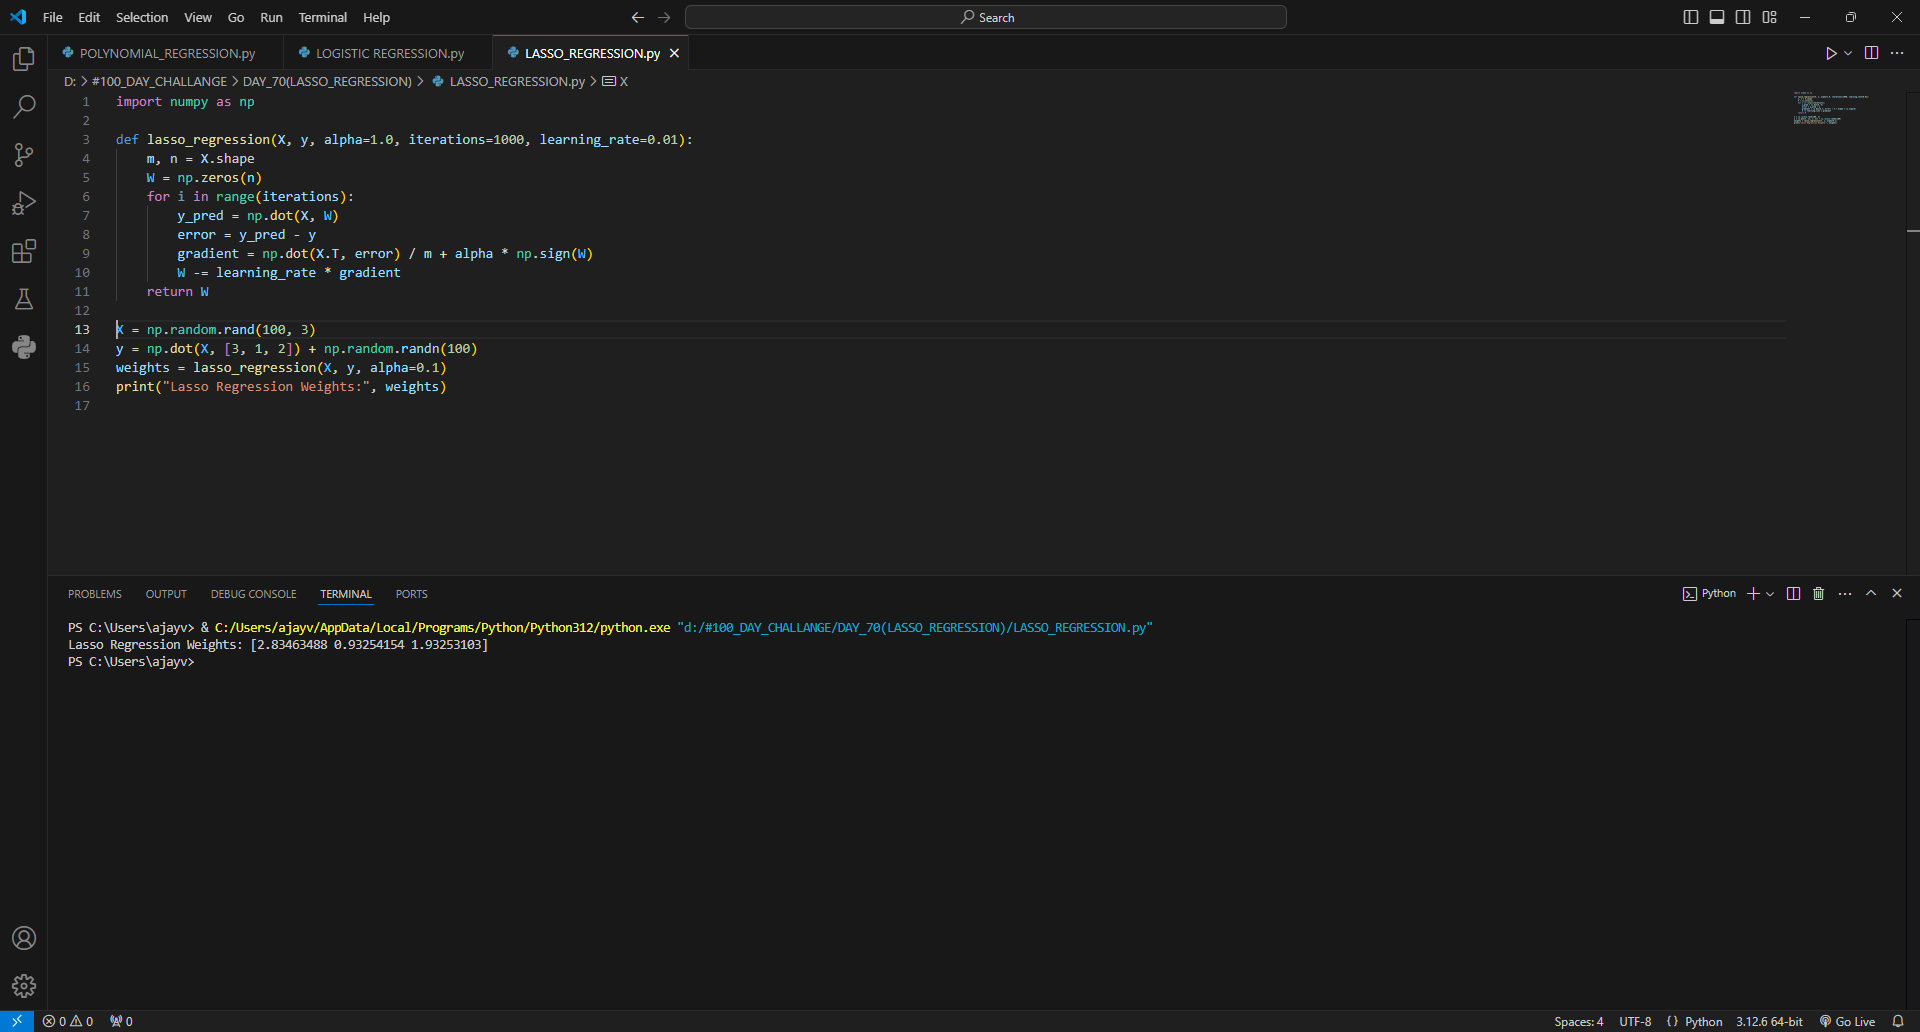 File Edit Selection View Go Run Terminal Help Search
POLYNOMIAL_REGRESSION.py LOGISTIC REGRESSION.py LASSO_REGRESSION.py
D: > #100_DAY_CHALLANGE > DAY_70(LASSO_REGRESSION) > LASSO_REGRESSION.py > X
1 import numpy as np
2
3 def lasso_regression(X, y, alpha=1.0, iterations=1000, learning_rate=0.01):
4     m, n = X.shape
5     W = np.zeros(n)
6     for i in range(iterations):
7         y_pred = np.dot(X, W)
8         error = y_pred - y
9         gradient = np.dot(X.T, error) / m + alpha * np.sign(W)
10         W -= learning_rate * gradient
11     return W
12
13 X = np.random.rand(100, 3)
14 y = np.dot(X, [3, 1, 2]) + np.random.randn(100)
15 weights = lasso_regression(X, y, alpha=0.1)
16 print("Lasso Regression Weights:", weights)
17
PROBLEMS OUTPUT DEBUG CONSOLE TERMINAL PORTS Python
PS C:\Users\ajayv> & C:/Users/ajayv/AppData/Local/Programs/Python/Python312/python.exe "d:/#100_DAY_CHALLANGE/DAY_70(LASSO_REGRESSION)/LASSO_REGRESSION.py"
Lasso Regression Weights: [2.83463488 0.93254154 1.93253103]
PS C:\Users\ajayv>
0 0 0 Spaces: 4 UTF-8 {} Python 3.12.6 64-bit Go Live